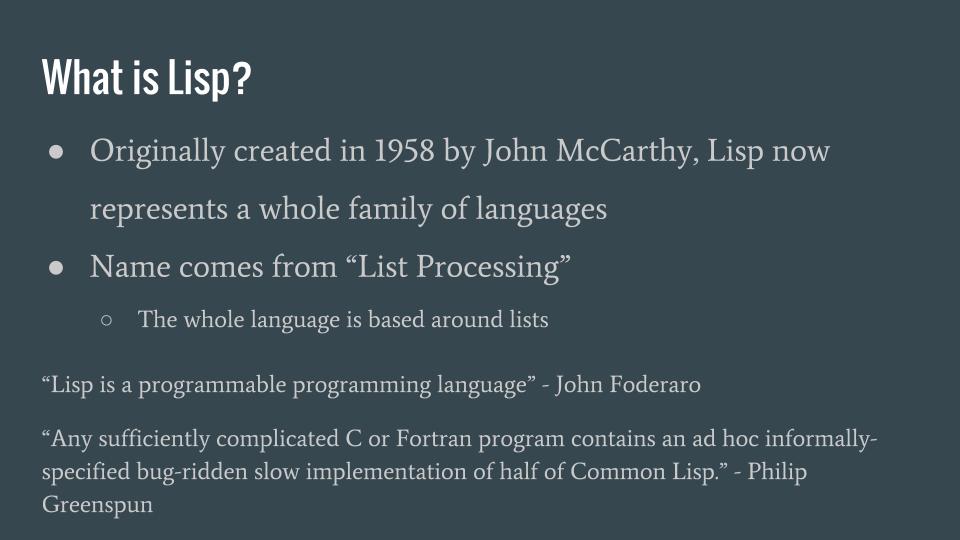 What is Lisp?
● Originally created in 1958 by John McCarthy, Lisp now
represents a whole family of languages
● Name comes from “List Processing”
○ The whole language is based around lists
“Lisp is a programmable programming language” - John Foderaro
“Any sufficiently complicated C or Fortran program contains an ad hoc informally-
specified bug-ridden slow implementation of half of Common Lisp.” - Philip
Greenspun